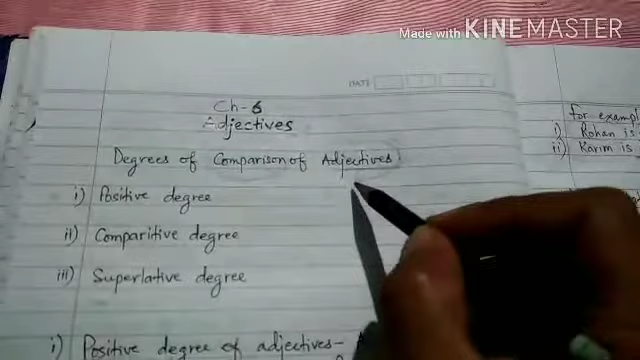 Made with KINEMASTER
DATE
Ch-6
Adjectives
Degrees of Comparison of Adjectives
i) Positive degree
ii) Comparitive degree
iii) Superlative degree
i) Positive degree of adjectives-
for exampl
i) Rohan is
ii) Karim is